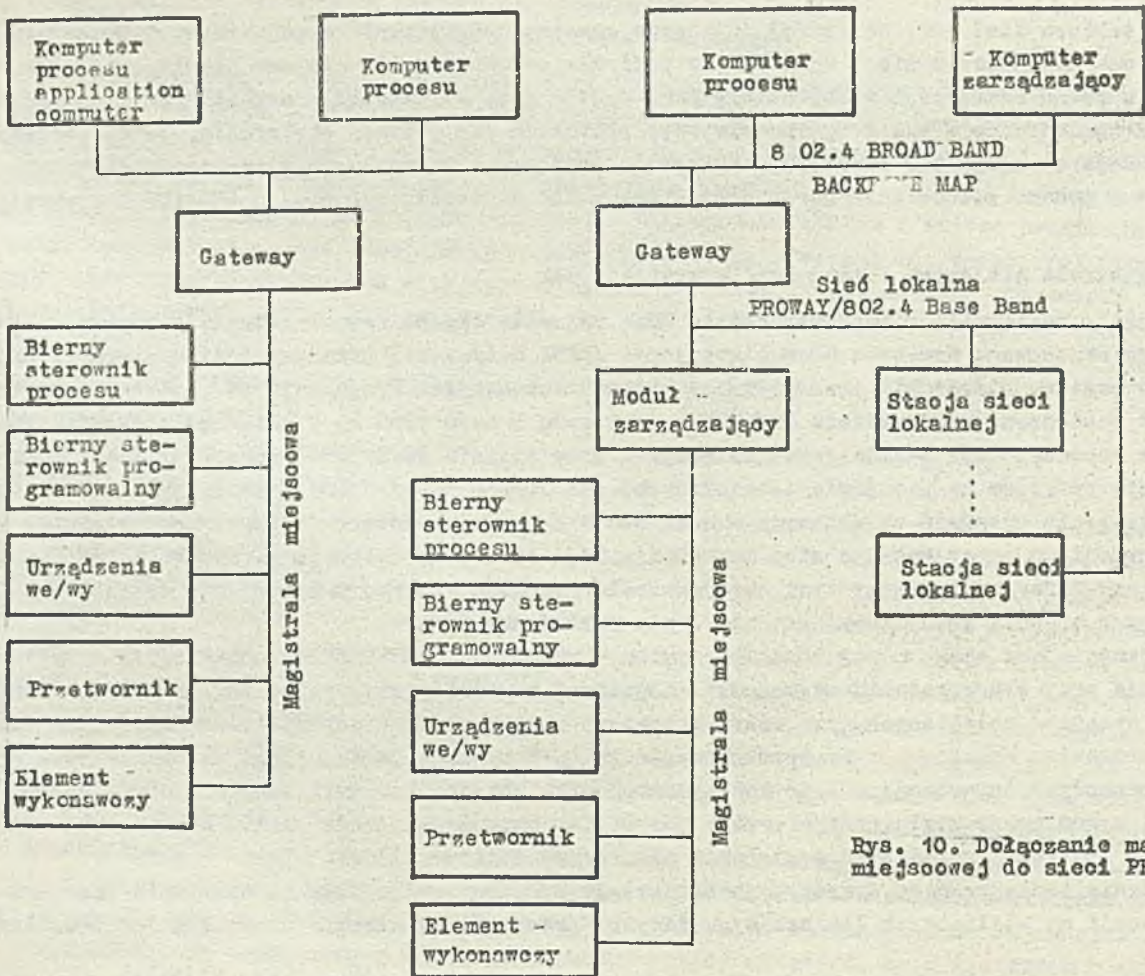 Komputer
procesu
application
computer
Komputer
procesu
Komputer
procesu
Komputer
zarządzający
8 02.4 BROAD BAND
MAP
Gateway
Gateway
Sieć lokalna
PROWAY/802.4 Base Band
Bierny
sterownik
procesu
Bierny ste-
rownik pro-
gramowalny
Urządzenia
we/wy
Przetwornik
Element
wykonawczy
Magistrala miejscowa
Moduł
zarządzający
Stacja sieci
lokalnej
Stacja sieci
lokalnej
Bierny
sterownik
procesu
Bierny ste-
rownik pro-
gramowalny
Urządzenia
we/wy
Przetwornik
Element -
wykonawczy
Magistrala miejscowa
Rys. 10. Dołączanie ma
miejscowej do sieci